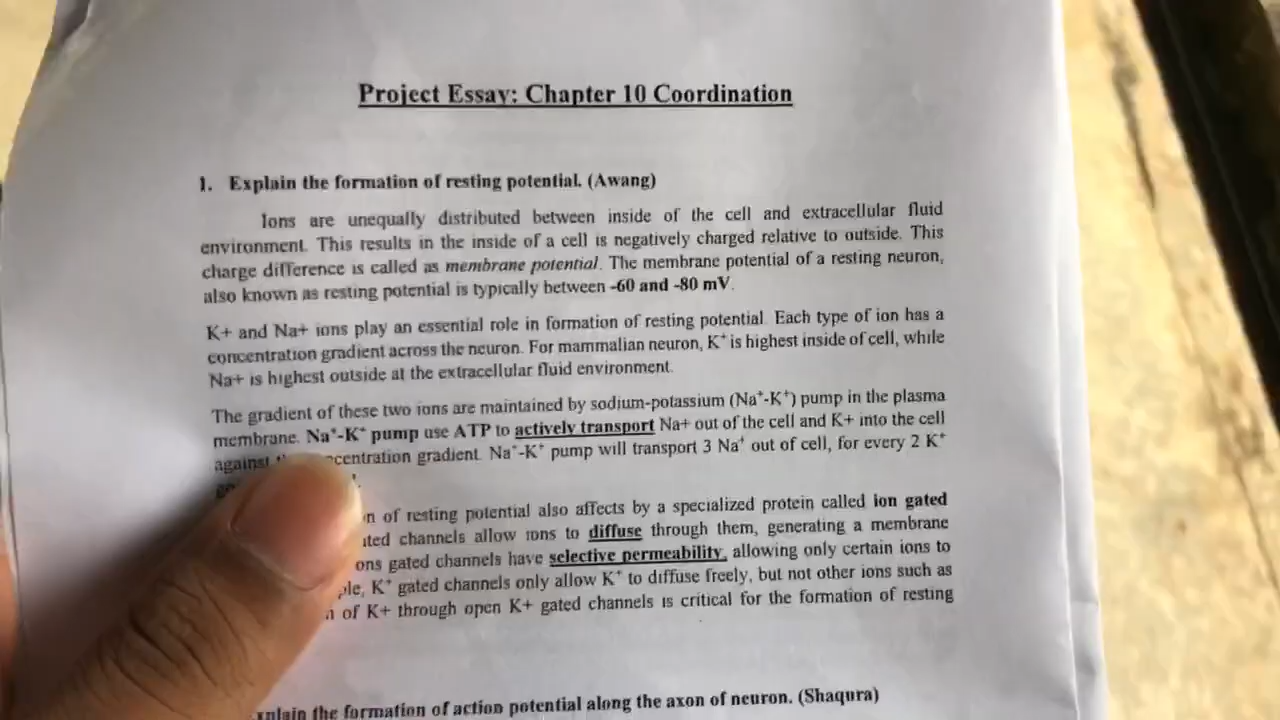 Project Essay: Chapter 10 Coordination
1. Explain the formation of resting potential. (Awang)
Ions are unequally distributed between inside of the cell and extracellular fluid
environment. This results in the inside of a cell is negatively charged relative to outside. This
charge difference is called as membrane potential. The membrane potential of a resting neuron,
also known as resting potential is typically between -60 and -80 mV.
K+ and Na+ ions play an essential role in formation of resting potential. Each type of ion has a
concentration gradient across the neuron. For mammalian neuron, K⁺ is highest inside of cell, while
Na+ is highest outside at the extracellular fluid environment.
The gradient of these two ions are maintained by sodium-potassium (Na⁺-K⁺) pump in the plasma
membrane. Na⁺-K⁺ pump use ATP to actively transport Na+ out of the cell and K+ into the cell
against gradient. Na⁺-K⁺ pump will transport 3 Na⁺ out of cell, for every 2 K⁺
of resting potential also affects by a specialized protein called ion gated
channels allow ions to diffuse through them, generating a membrane
gated channels have selective permeability, allowing only certain ions to
K⁺ gated channels only allow K⁺ to diffuse freely, but not other ions such as
of K+ through open K+ gated channels is critical for the formation of resting
the formation of action potential along the axon of neuron. (Shaqura)